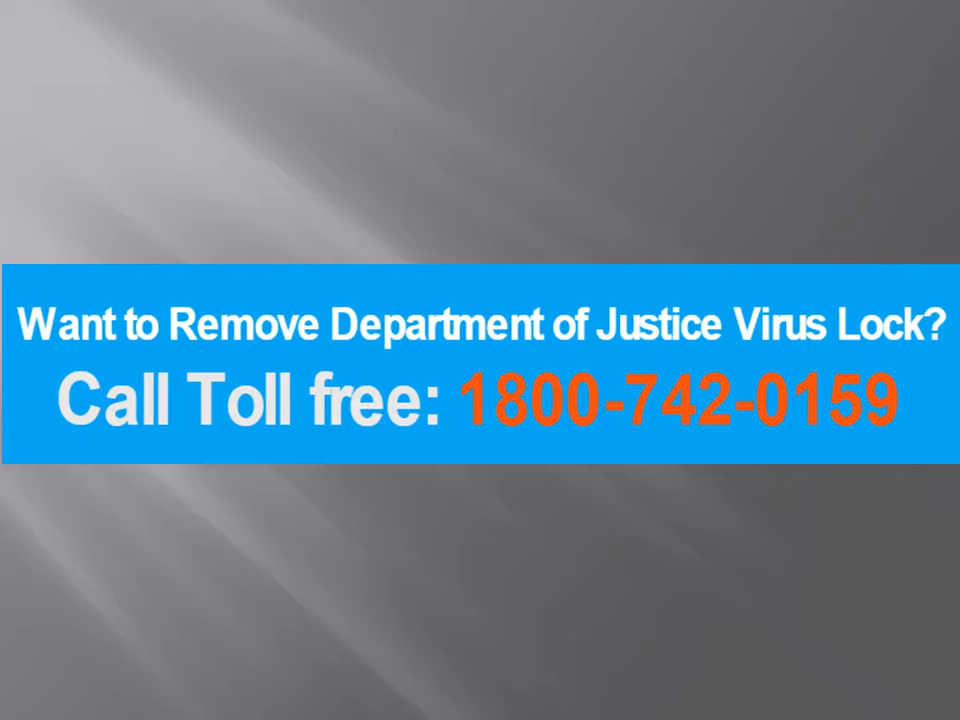 Want to Remove Department of Justice Virus Lock?
Call Toll free: 1800-742-0159